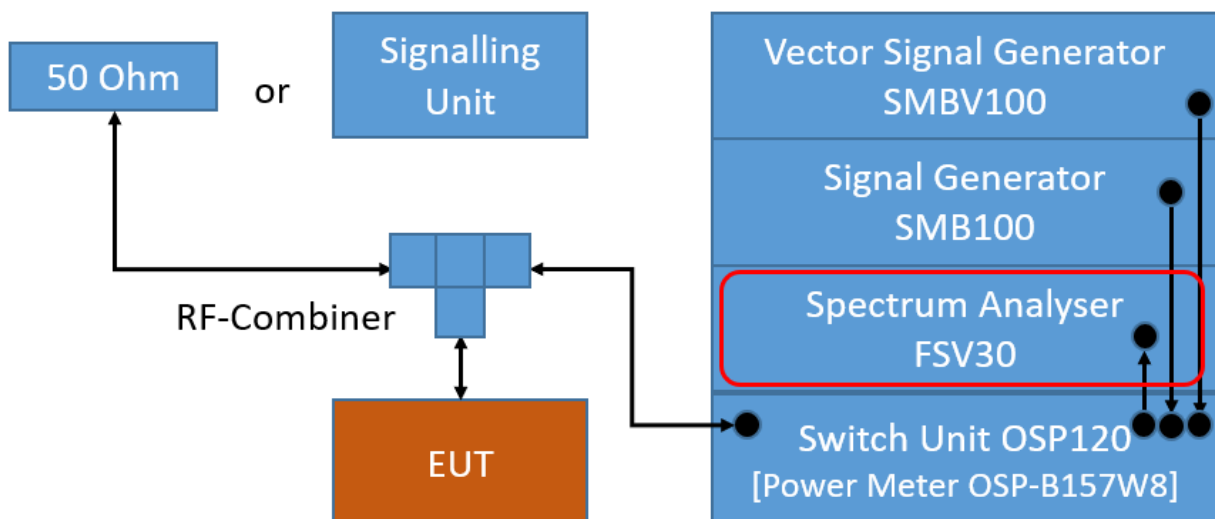 50 Ohm
or
Signalling
Unit
Vector Signal Generator
SMBV100
Signal Generator
SMB100
Spectrum Analyser
FSV30
RF-Combiner
EUT
Switch Unit OSP120
[Power Meter OSP-B157W8]